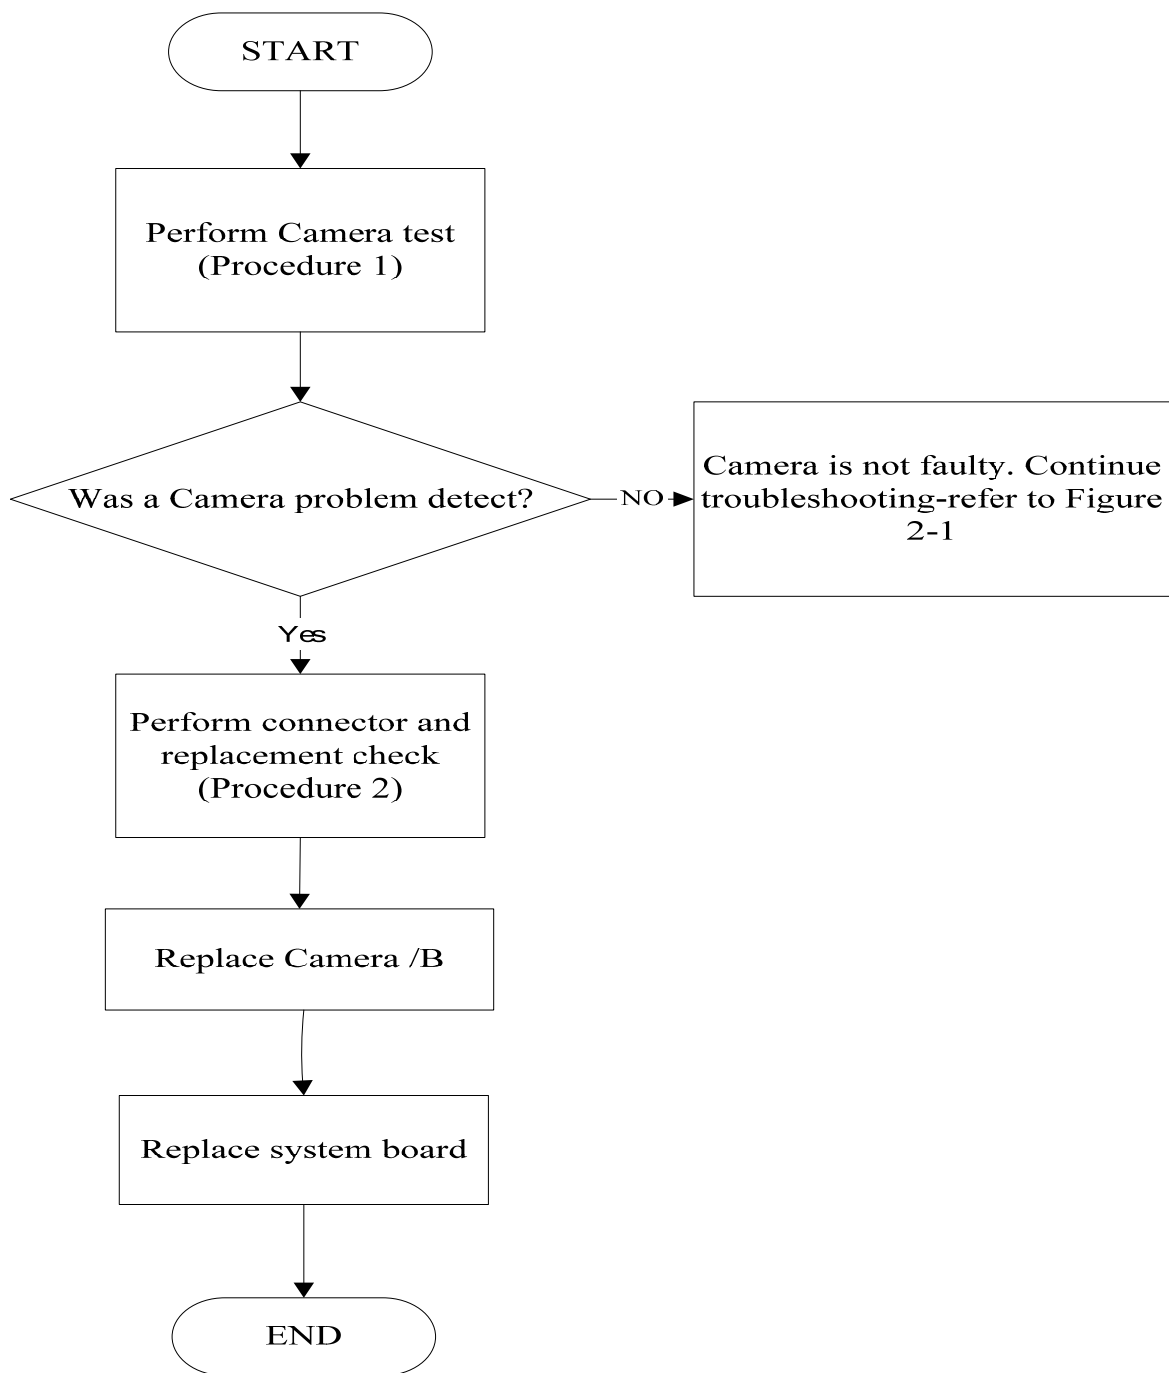 START
Perform Camera test
(Procedure 1)
Was a Camera problem detect?
NO
Camera is not faulty. Continue
troubleshooting-refer to Figure
2-1
Yes
Perform connector and
replacement check
(Procedure 2)
Replace Camera /B
Replace system board
END